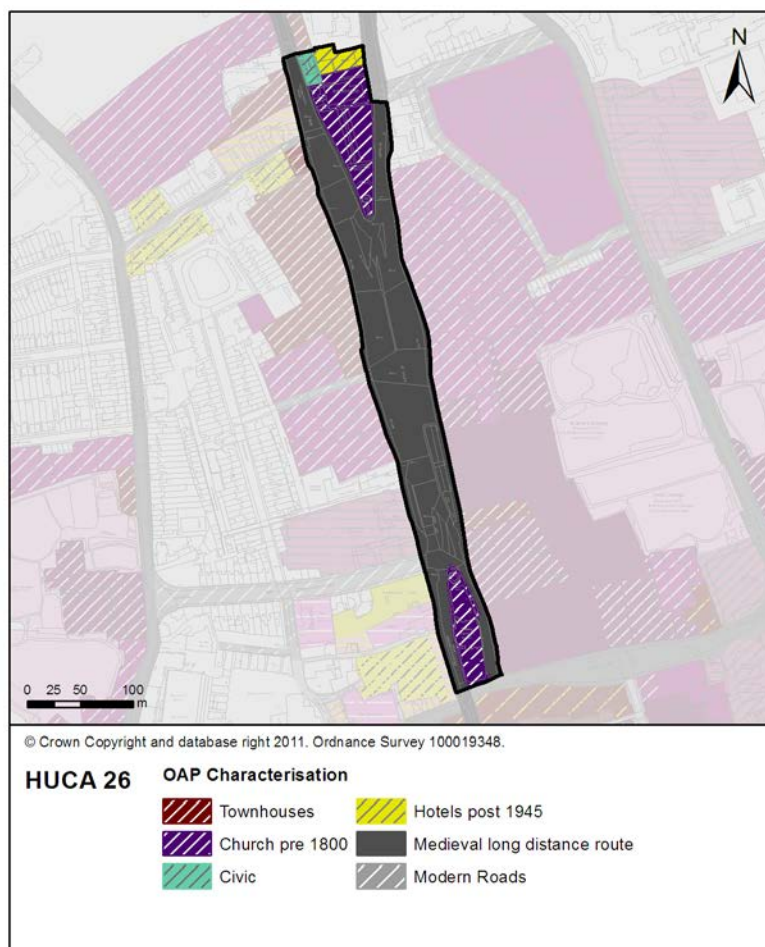 N
0 25 50 100
m
© Crown Copyright and database right 2011. Ordnance Survey 100019348.
HUCA 26 OAP Characterisation
Townhouses Hotels post 1945
Church pre 1800 Medieval long distance route
Civic Modern Roads